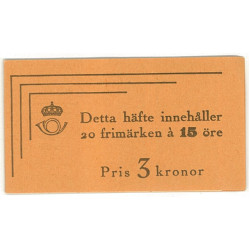 Detta häfte innehåller
20 frimärken à 15 öre
Pris 3 kronor